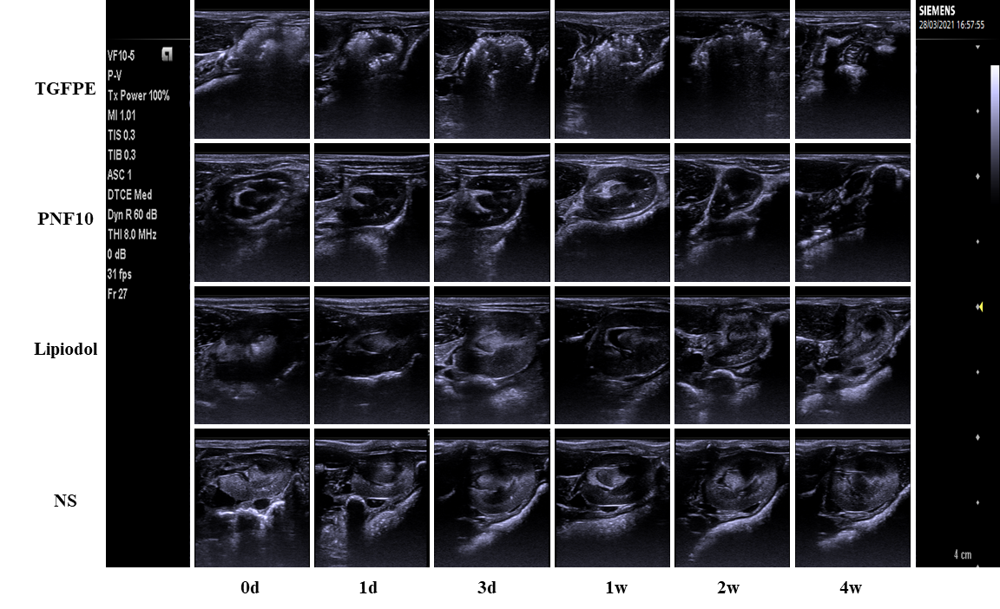 SIEMENS
28/03/2021 16:57:55
VF10-5
P-V
Tx Power 100%
MI 1.01
TIS 0.3
TIB 0.3
ASC 1
DTCE Med
Dyn R 60 dB
THI 8.0 MHz
0 dB
31 fps
Fr 27
TGFPE
PNF10
Lipiodol
NS
4 cm
0d 1d 3d 1w 2w 4w